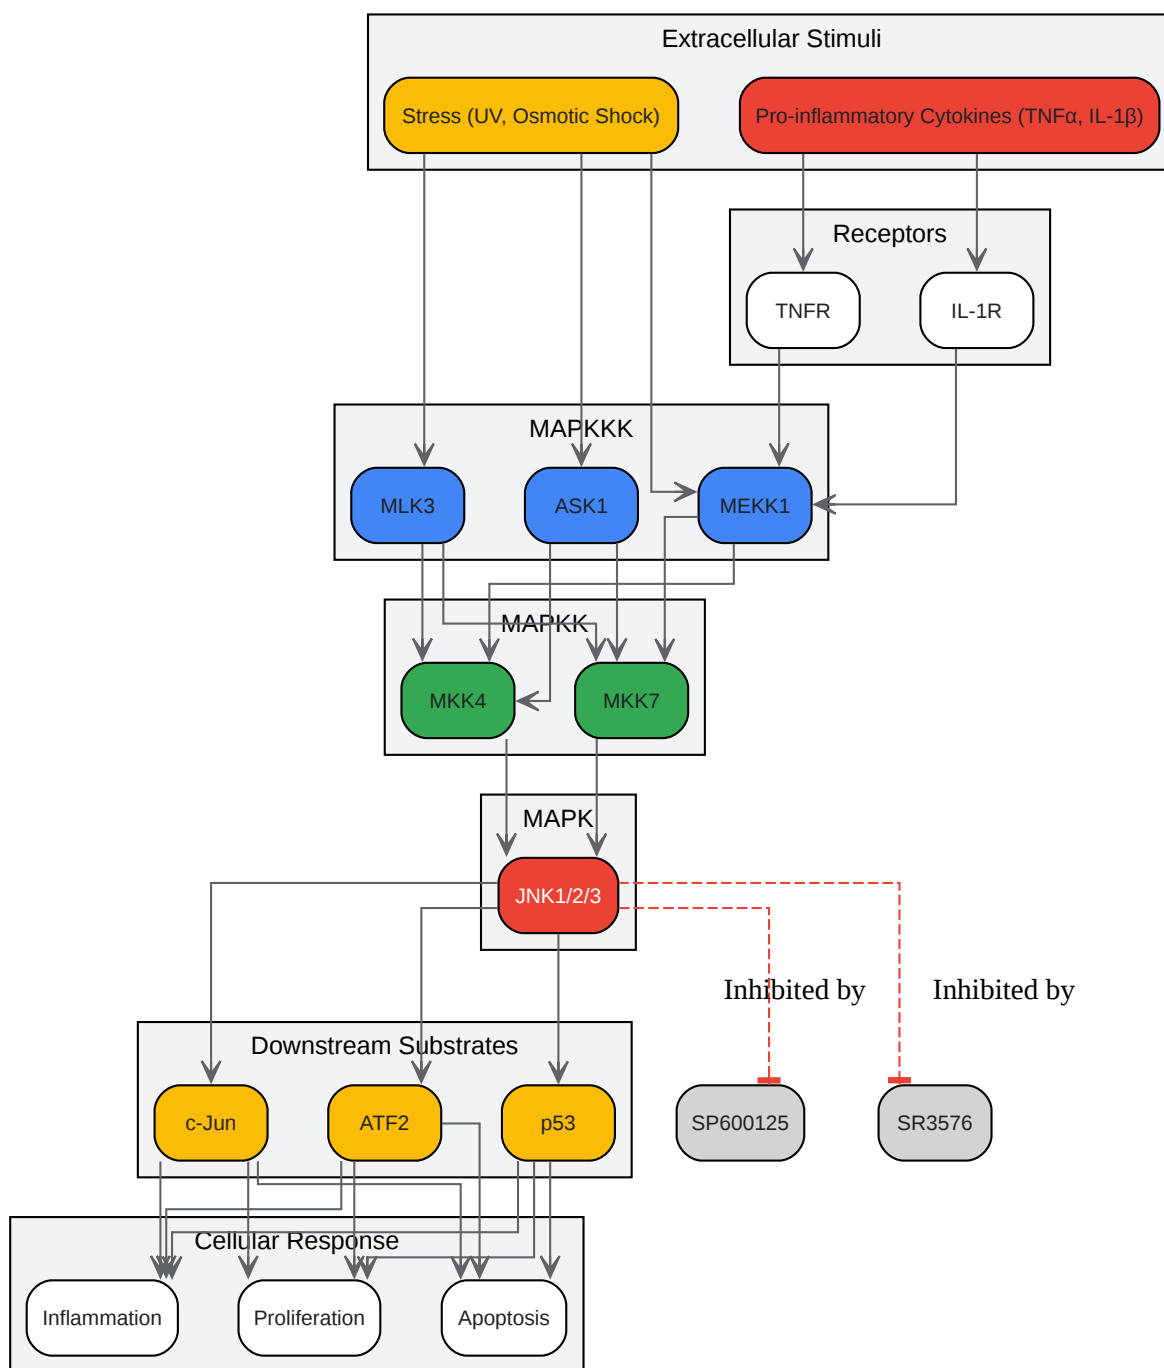 Extracellular Stimuli
Stress (UV, Osmotic Shock)
Pro-inflammatory Cytokines (TNFα, IL-1β)
Receptors
TNFR
IL-1R
MAPKKK
MLK3
ASK1
MEKK1
MAPKK
MKK4
MKK7
MAPK
JNK1/2/3
Inhibited by
Inhibited by
Downstream Substrates
c-Jun
ATF2
p53
SP600125
SR3576
Cellular Response
Inflammation
Proliferation
Apoptosis